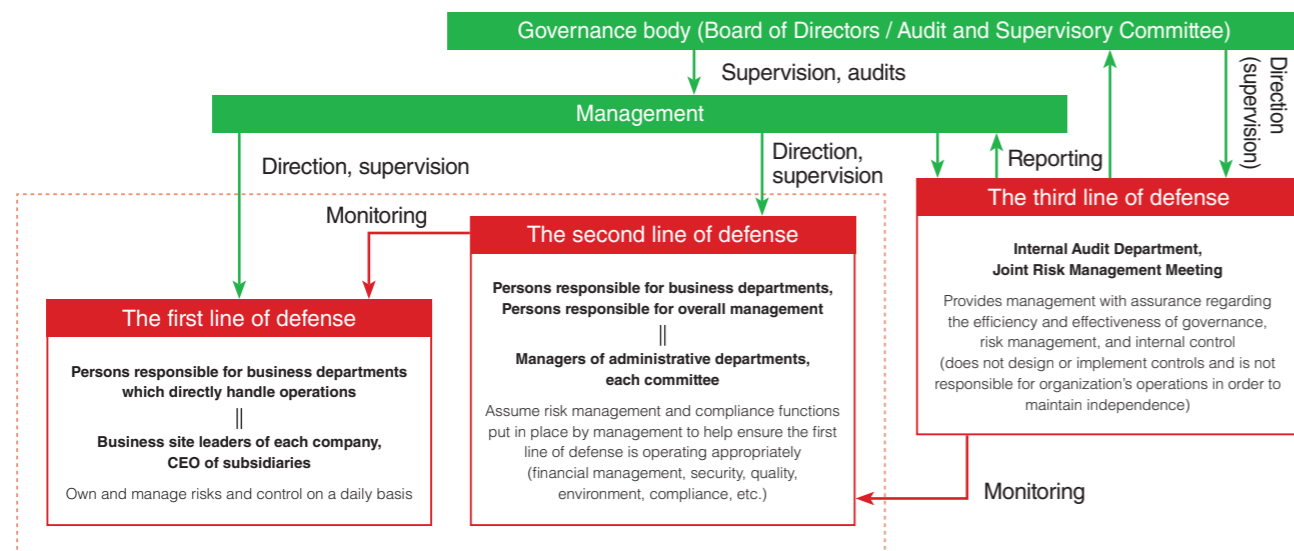 Governance body (Board of Directors / Audit and Supervisory Committee)
Supervision, audits
Direction
(supervision)
Management
Direction, supervision
Direction,
supervision
Reporting
Monitoring
The first line of defense
Persons responsible for business departments
which directly handle operations
||
Business site leaders of each company,
CEO of subsidiaries
Own and manage risks and control on a daily basis
The second line of defense
Persons responsible for business departments,
Persons responsible for overall management
||
Managers of administrative departments,
each committee
Assume risk management and compliance functions
put in place by management to help ensure the first
line of defense is operating appropriately
(financial management, security, quality,
environment, compliance, etc.)
The third line of defense
Internal Audit Department,
Joint Risk Management Meeting
Provides management with assurance regarding
the efficiency and effectiveness of governance,
risk management, and internal control
(does not design or implement controls and is not
responsible for organization's operations in order to
maintain independence)
Monitoring